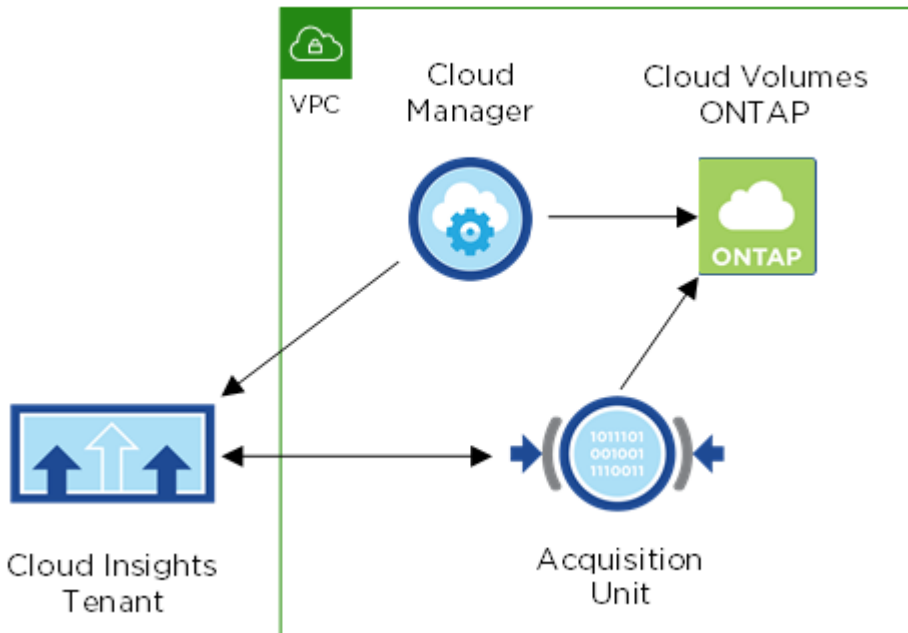 VPC
Cloud
Manager
Cloud Volumes
ONTAP
ONTAP
1011101
001001
1110011
Cloud Insights
Tenant
Acquisition
Unit